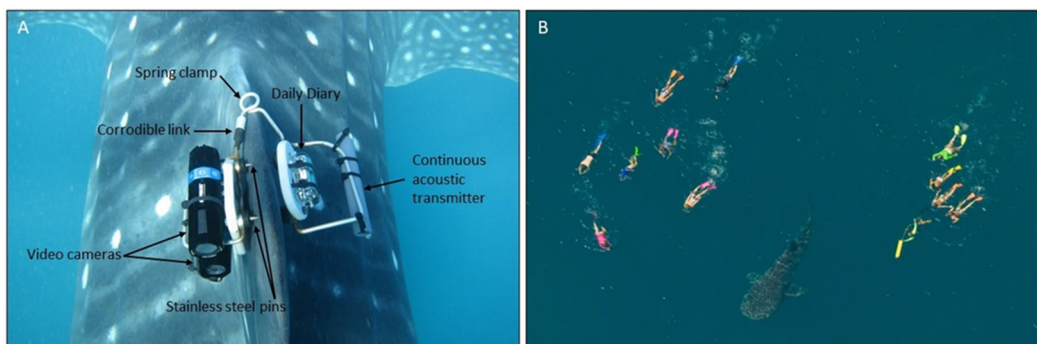 A
Spring clamp
Daily Diary
Corrodible link
Continuous
acoustic
transmitter
Video cameras
Stainless steel pins
B